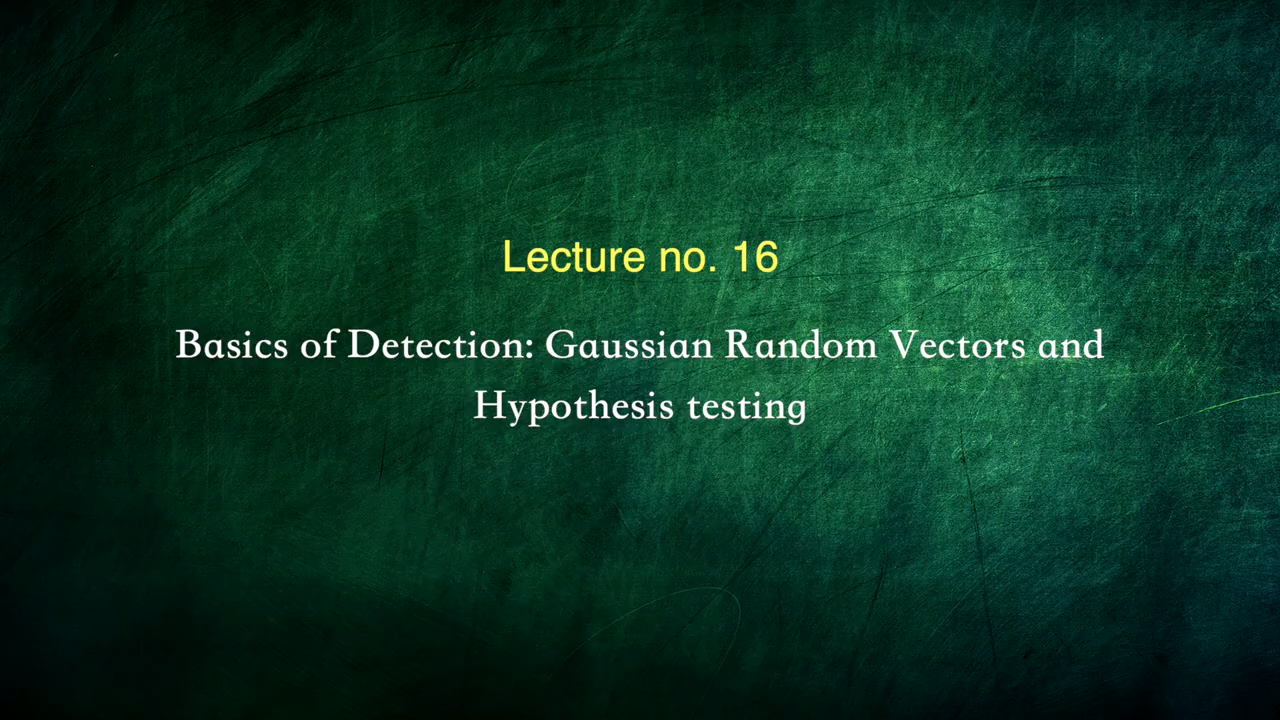 Lecture no. 16
Basics of Detection: Gaussian Random Vectors and
Hypothesis testing